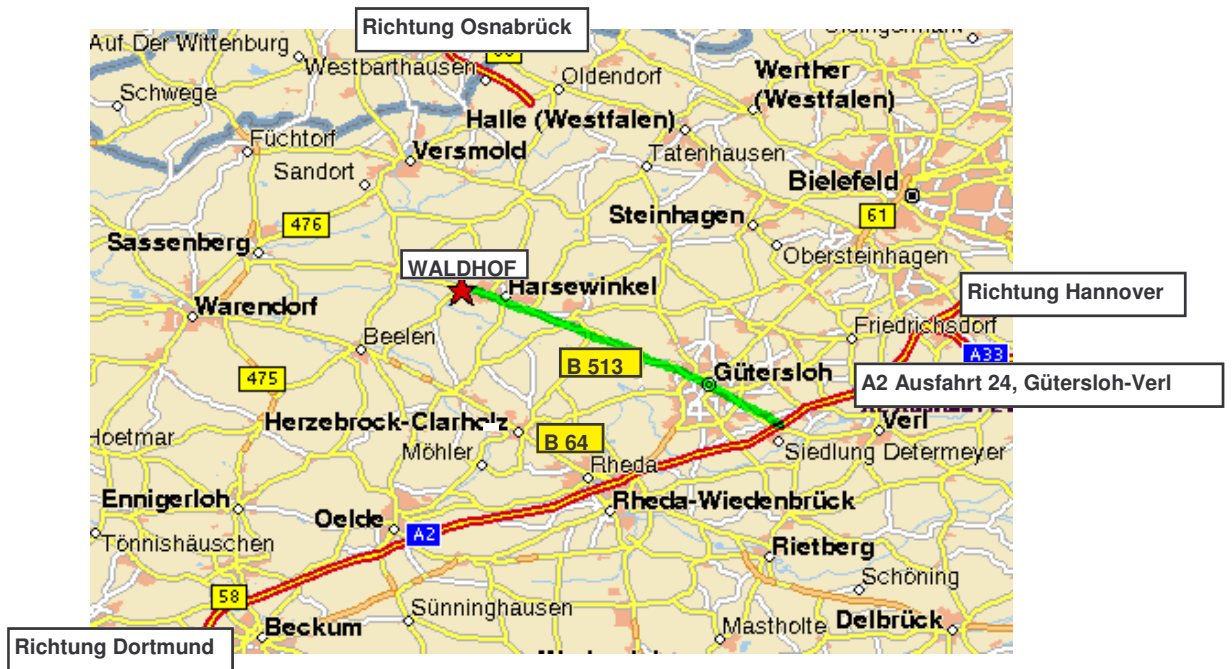 Richtung Osnabrück
Auf Der Wittenburg
Westbarthausen
Oldendorf
Werther
(Westfalen)
Schwege
Halle (Westfalen)
Füchtorf
Versmold
Tatenhausen
Sandort
Bielefeld
476
Steinhagen
61
Sassenberg
Obersteinhagen
WALDHOF
Harsewinkel
Richtung Hannover
Warendorf
Friedrichsdorf
Beelen
A33
B 513
475
Gütersloh
A2 Ausfahrt 24, Gütersloh-Verl
Herzebrock-Clarholz
Verl
Hoetmar
B 64
Möhler
Siedlung Determeyer
Rheda
Ennigerloh
Rheda-Wiedenbrück
Oelde
A2
Tönnishäuschen
Rietberg
Schöning
58
Sünninghausen
Beckum
Mastholte
Delbrück
Richtung Dortmund